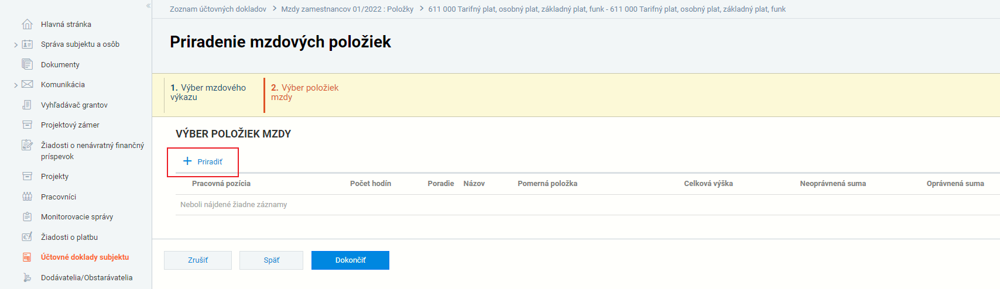 Zoznam účtovných dokladov > Mzdy zamestnancov 01/2022 : Položky > 611 000 Tarifný plat, osobný plat, základný plat, funk - 611 000 Tarifný plat, osobný plat, základný plat, funk
Hlavná stránka
Správa subjektu a osôb
Dokumenty
Komunikácia
Vyhľadávač grantov
Projektový zámer
Žiadosti o nenávratný finančný
príspevok
Projekty
Pracovníci
Monitorovacie správy
Žiadosti o platbu
Účtovné doklady subjektu
Dodávatelia/Obstarávatelia
Priradenie mzdových položiek
1. Výber mzdového
výkazu
2. Výber položiek
mzdy
VÝBER POLOŽIEK MZDY
+ Priradiť
Pracovná pozícia Počet hodín Poradie Názov Pomerná položka Celková výška Neoprávnená suma Oprávnená suma
Neboli nájdené žiadne záznamy
Zrušiť Späť Dokončiť